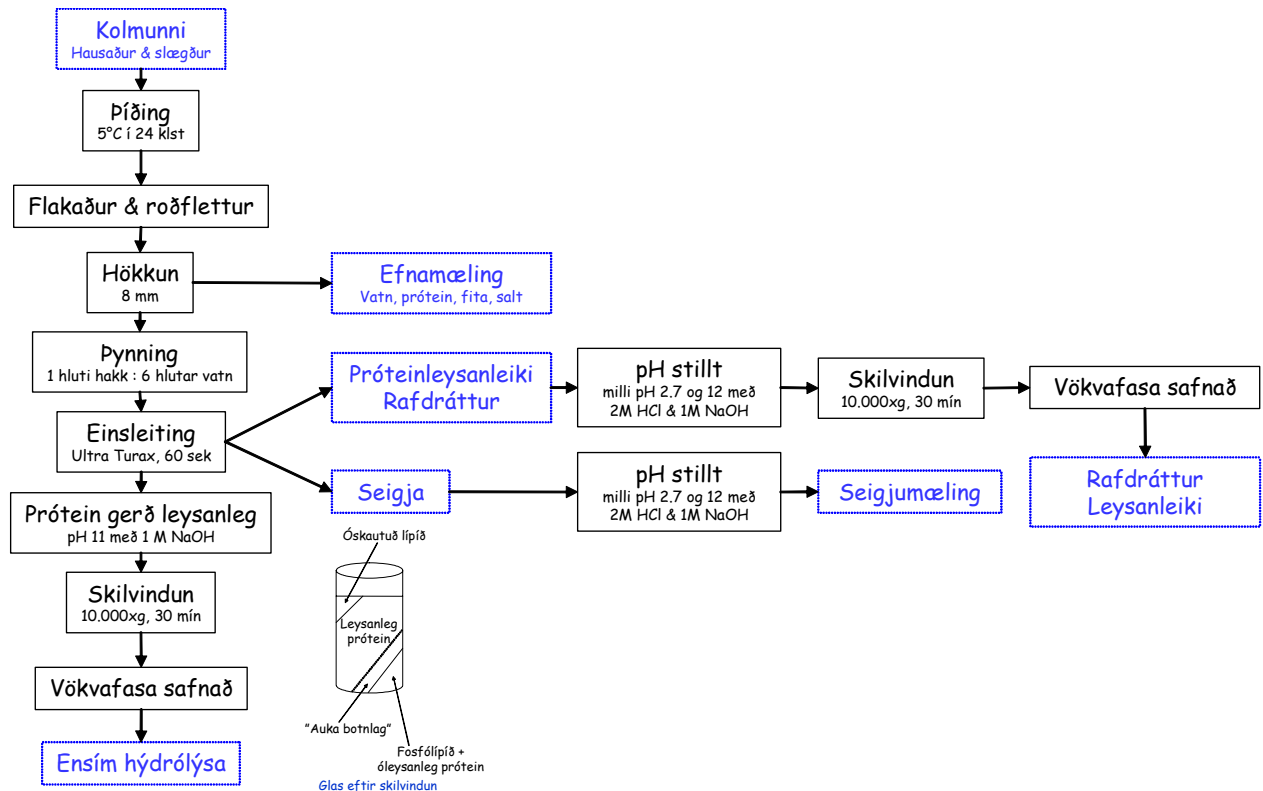 Kolmunni
Hausaður & slægður
Þíðing
5°C í 24 klst
Flakaður & roðflettur
Hökkun
8 mm
Efnamæling
Vatn, prótein, fita, salt
Þynning
1 hluti hakk : 6 hlutar vatn
Próteinleysanleiki
Rafdráttur
pH stillt
milli pH 2.7 og 12 með
2M HCl & 1M NaOH
Skilvindun
10.000xg, 30 mín
Vökvafasa safnað
Rafdráttur
Leysanleiki
Einsleiting
Ultra Turax, 60 sek
Seigja
pH stillt
milli pH 2.7 og 12 með
2M HCl & 1M NaOH
Seigjumæling
Prótein gerð leysanleg
pH 11 með 1 M NaOH
Skilvindun
10.000xg, 30 mín
Vökvafasa safnað
Ensím hýdrólýsa
Óskautuð lípíð
Leysanleg
prótein
"Auka botnlag"
Fosfólípíð +
óleysanleg prótein
Glas eftir skilvindun